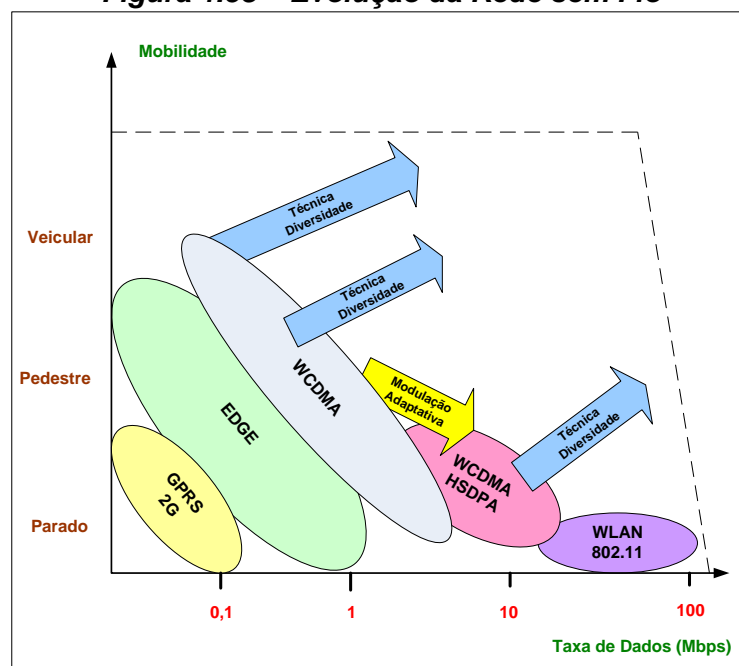 Mobilidade
Técnica
Diversidade
Veicular
Técnica
Diversidade
WCDMA
Pedestre
Modulação
Adaptativa
EDGE
Técnica
Diversidade
WCDMA
HSDPA
GPRS
2G
Parado
WLAN
802.11
0,1
1
10
100
Taxa de Dados (Mbps)